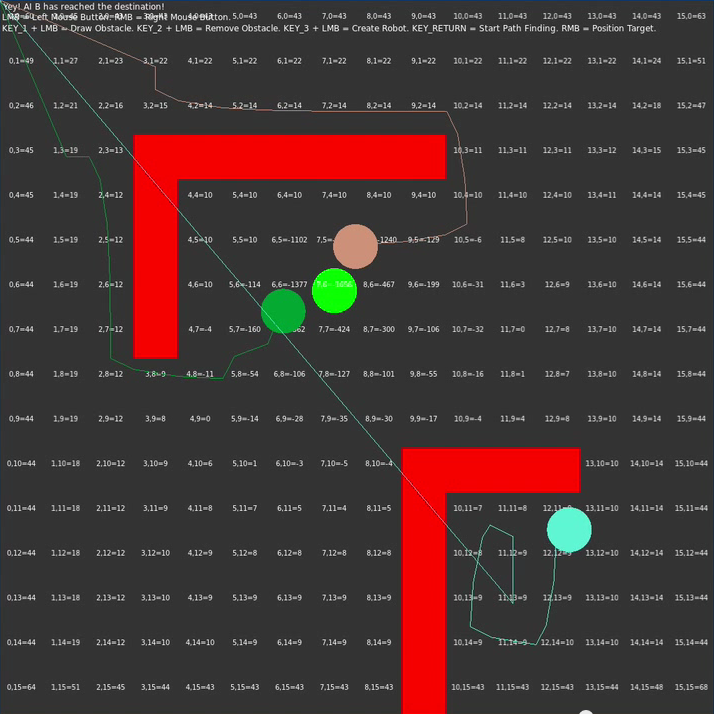 Yey! AI B has reached the destination!
Left Mouse Button. RMB = Right Mouse Button.
KEY_1 + LMB = Draw Obstacle. KEY_2 + LMB = Remove Obstacle. KEY_3 + LMB = Create Robot. KEY_RETURN = Start Path Finding. RMB = Position Target.
5,0=43 6,0=43 7,0=43 8,0=43 9,0=43 10,0=43 11,0=43 12,0=43 13,0=43 14,0=43 15,0=63
0,1=49 1,1=27 2,1=23 3,1=22 4,1=22 5,1=22 6,1=22 7,1=22 8,1=22 9,1=22 10,1=22 11,1=22 12,1=22 13,1=22 14,1=24 15,1=51
0,2=46 1,2=21 2,2=16 3,2=15 4,2=14 5,2=14 6,2=14 7,2=14 8,2=14 9,2=14 10,2=14 11,2=14 12,2=14 13,2=14 14,2=18 15,2=47
0,3=45 1,3=19 2,3=13 10,3=11 11,3=11 12,3=11 13,3=12 14,3=15 15,3=45
0,4=45 1,4=19 2,4=12 4,4=10 5,4=10 6,4=10 7,4=10 8,4=10 9,4=10 10,4=10 11,4=10 12,4=10 13,4=11 14,4=14 15,4=44
0,5=44 1,5=19 2,5=12 4,5=10 5,5=10 6,5=-1102 7,5= -1240 9,5=-129 10,5=-6 11,5=8 12,5=10 13,5=10 14,5=14 15,5=44
0,6=44 1,6=19 2,6=12 4,6=10 5,6=-114 6,6=-1377 8,6=-467 9,6=-199 10,6=-31 11,6=3 12,6=9 13,6=10 14,6=14 15,6=44
0,7=44 1,7=19 2,7=12 4,7=-4 5,7=-160 7,7=-424 8,7=-300 9,7=-106 10,7=-32 11,7=0 12,7=8 13,7=10 14,7=14 15,7=44
0,8=44 1,8=19 2,8=12 3,8=9 4,8=-11 5,8=-54 6,8=-106 7,8=-127 8,8=-101 9,8=-55 10,8=-16 11,8=1 12,8=7 13,8=10 14,8=14 15,8=44
0,9=44 1,9=19 2,9=12 3,9=8 4,9=0 5,9=-14 6,9=-28 7,9=-35 8,9=-30 9,9=-17 10,9=-4 11,9=4 12,9=8 13,9=10 14,9=14 15,9=44
0,10=44 1,10=18 2,10=12 3,10=9 4,10=6 5,10=1 6,10=-3 7,10=-5 8,10=-4 13,10=10 14,10=14 15,10=44
0,11=44 1,11=18 2,11=12 3,11=9 4,11=8 5,11=7 6,11=5 7,11=4 8,11=5 10,11=7 11,11=8 13,11=10 14,11=14 15,11=44
0,12=44 1,12=18 2,12=12 3,12=10 4,12=9 5,12=8 6,12=8 7,12=8 8,12=8 10,12=8 11,12=9 12,12=9 13,12=10 14,12=14 15,12=44
0,13=44 1,13=18 2,13=12 3,13=10 4,13=9 5,13=9 6,13=9 7,13=9 8,13=9 10,13=9 11,13=9 12,13=9 13,13=10 14,13=14 15,13=44
0,14=44 1,14=19 2,14=12 3,14=10 4,14=10 5,14=9 6,14=9 7,14=9 8,14=9 10,14=9 11,14=9 12,14=10 13,14=10 14,14=14 15,14=44
0,15=64 1,15=51 2,15=45 3,15=44 4,15=43 5,15=43 6,15=43 7,15=43 8,15=43 10,15=43 11,15=43 12,15=43 13,15=44 14,15=48 15,15=68